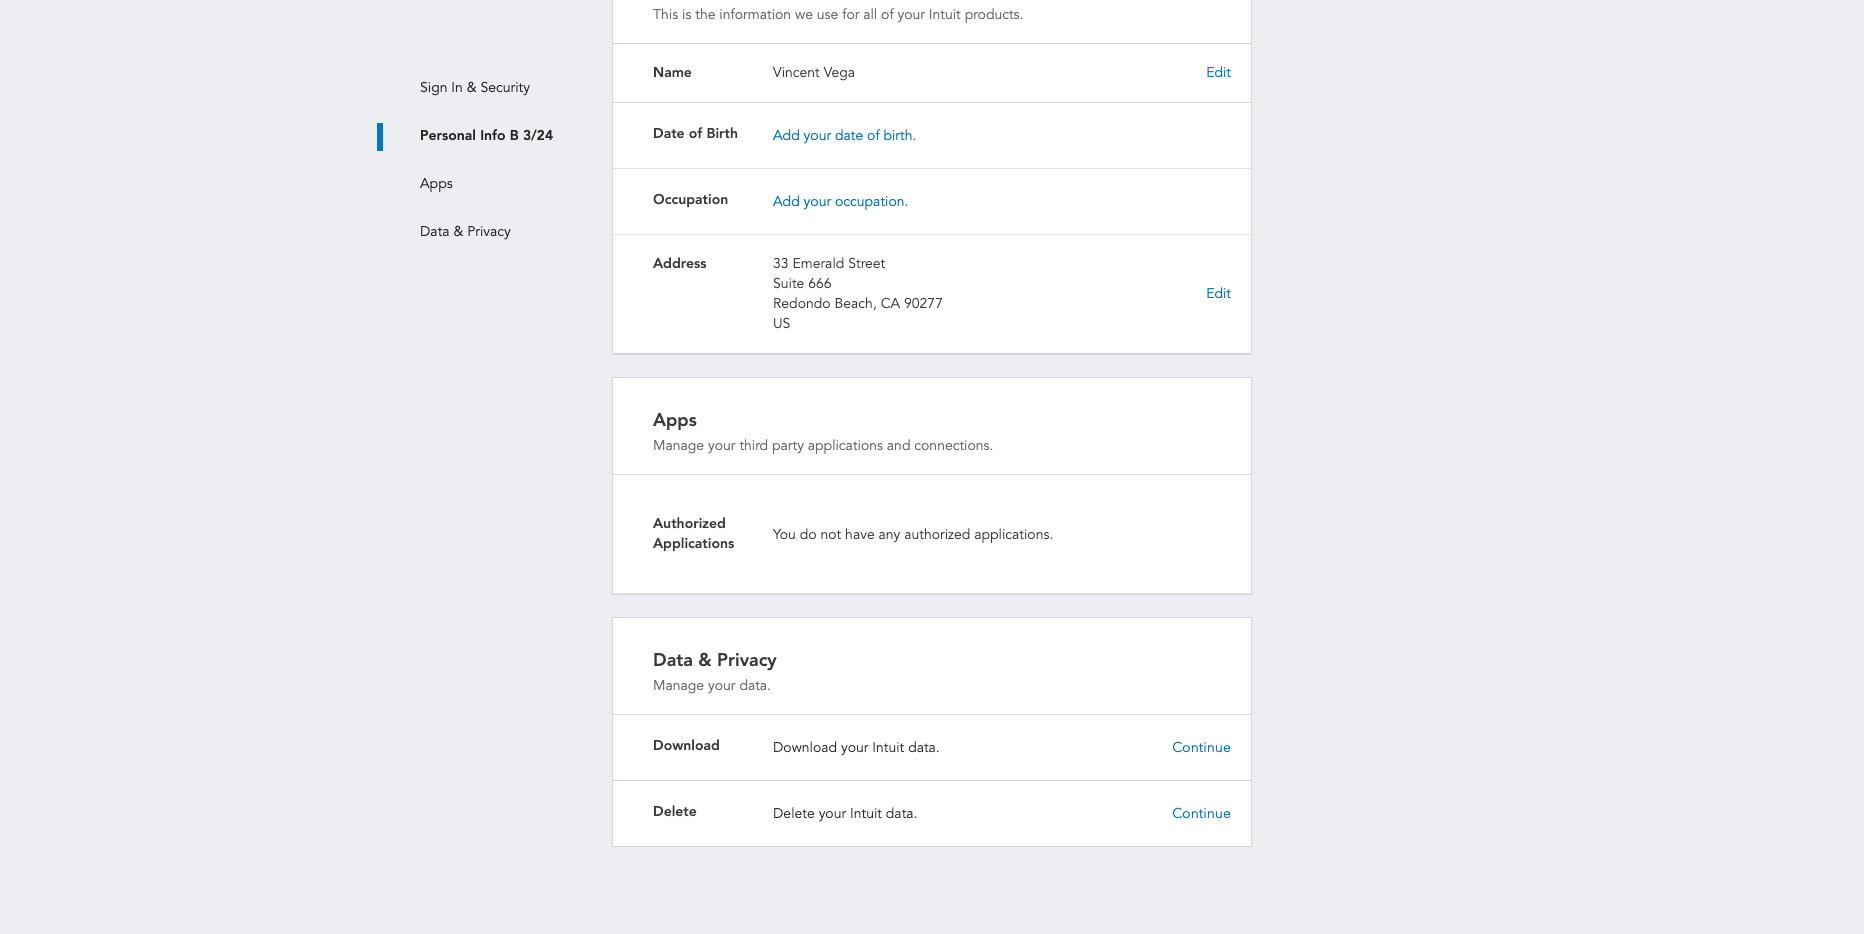 This is the information we use for all of your Intuit products.
Sign In & Security
Personal Info B 3/24
Apps
Data & Privacy
Name Vincent Vega Edit
Date of Birth Add your date of birth.
Occupation Add your occupation.
Address 33 Emerald Street
Suite 666
Redondo Beach, CA 90277
US
Edit
Apps
Manage your third party applications and connections.
Authorized
Applications
You do not have any authorized applications.
Data & Privacy
Manage your data.
Download Download your Intuit data. Continue
Delete Delete your Intuit data. Continue